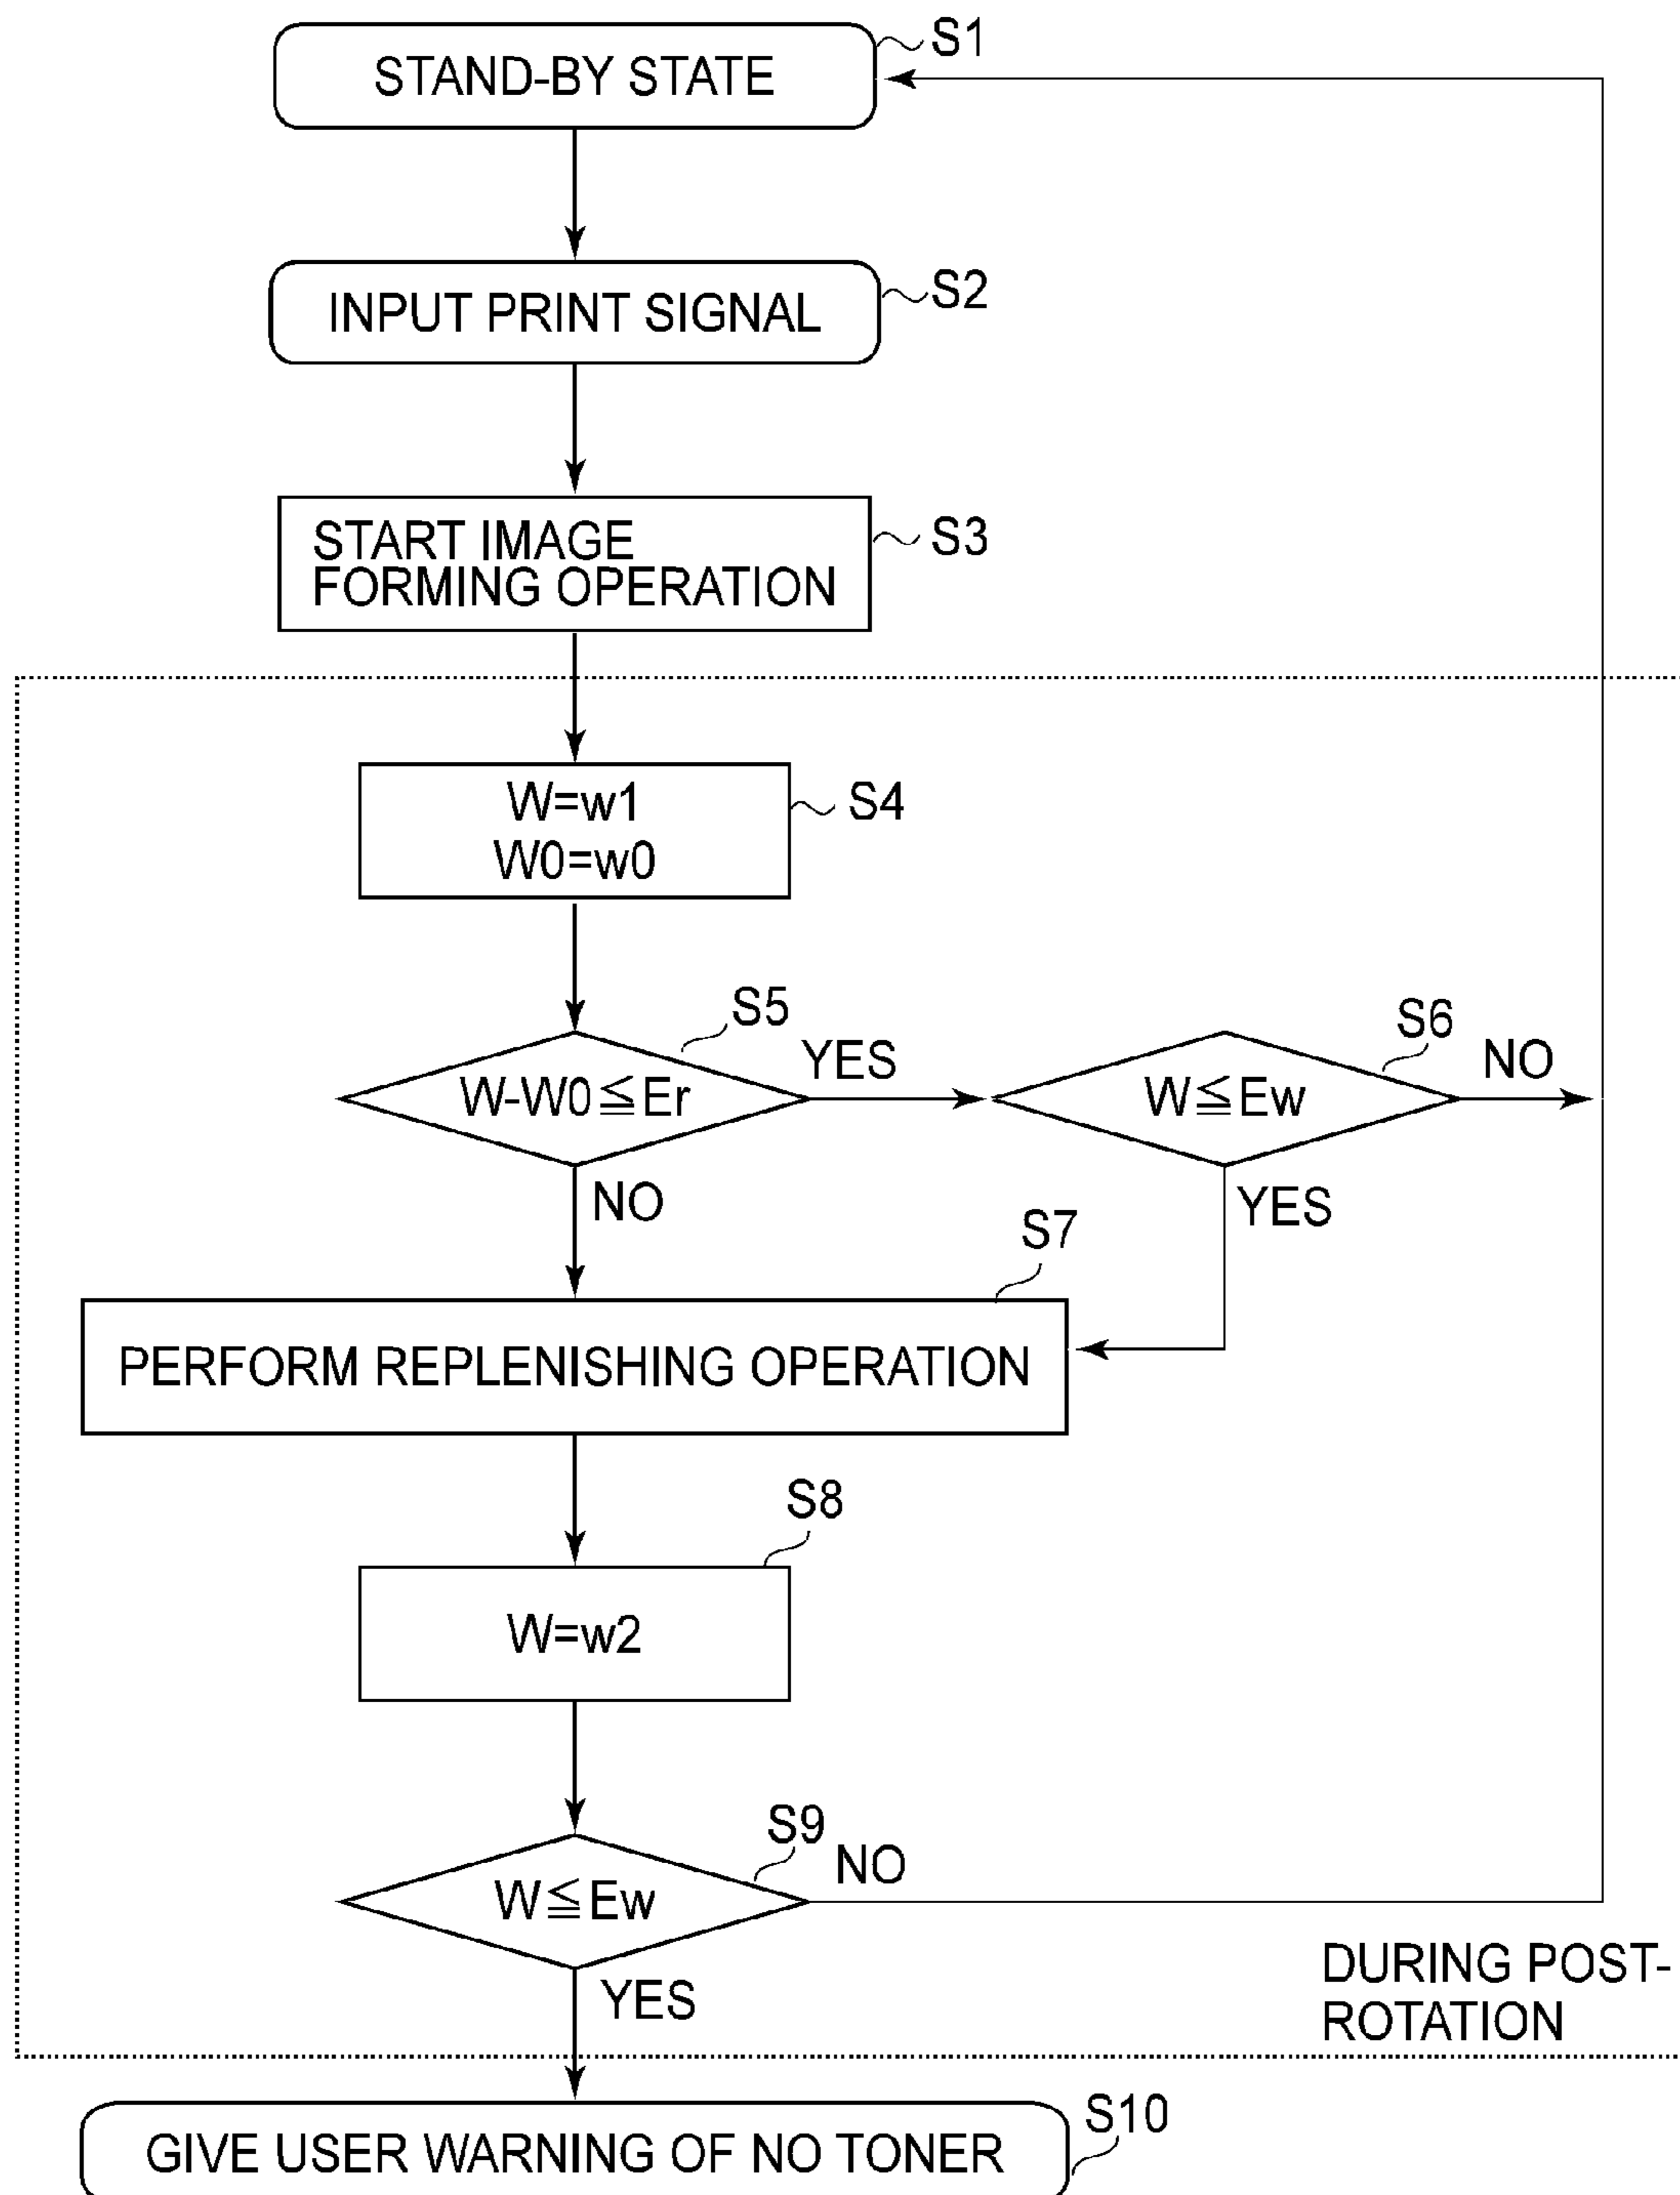 STAND-BY STATE
S1
INPUT PRINT SIGNAL
S2
START IMAGE
FORMING OPERATION
S3
W=w1
W0=w0
S4
S5
W-W0≦Er
YES
NO
S6
W≦Ew
NO
YES
S7
PERFORM REPLENISHING OPERATION
S8
W=w2
S9
W≦Ew
NO
YES
DURING POST-
ROTATION
S10
GIVE USER WARNING OF NO TONER